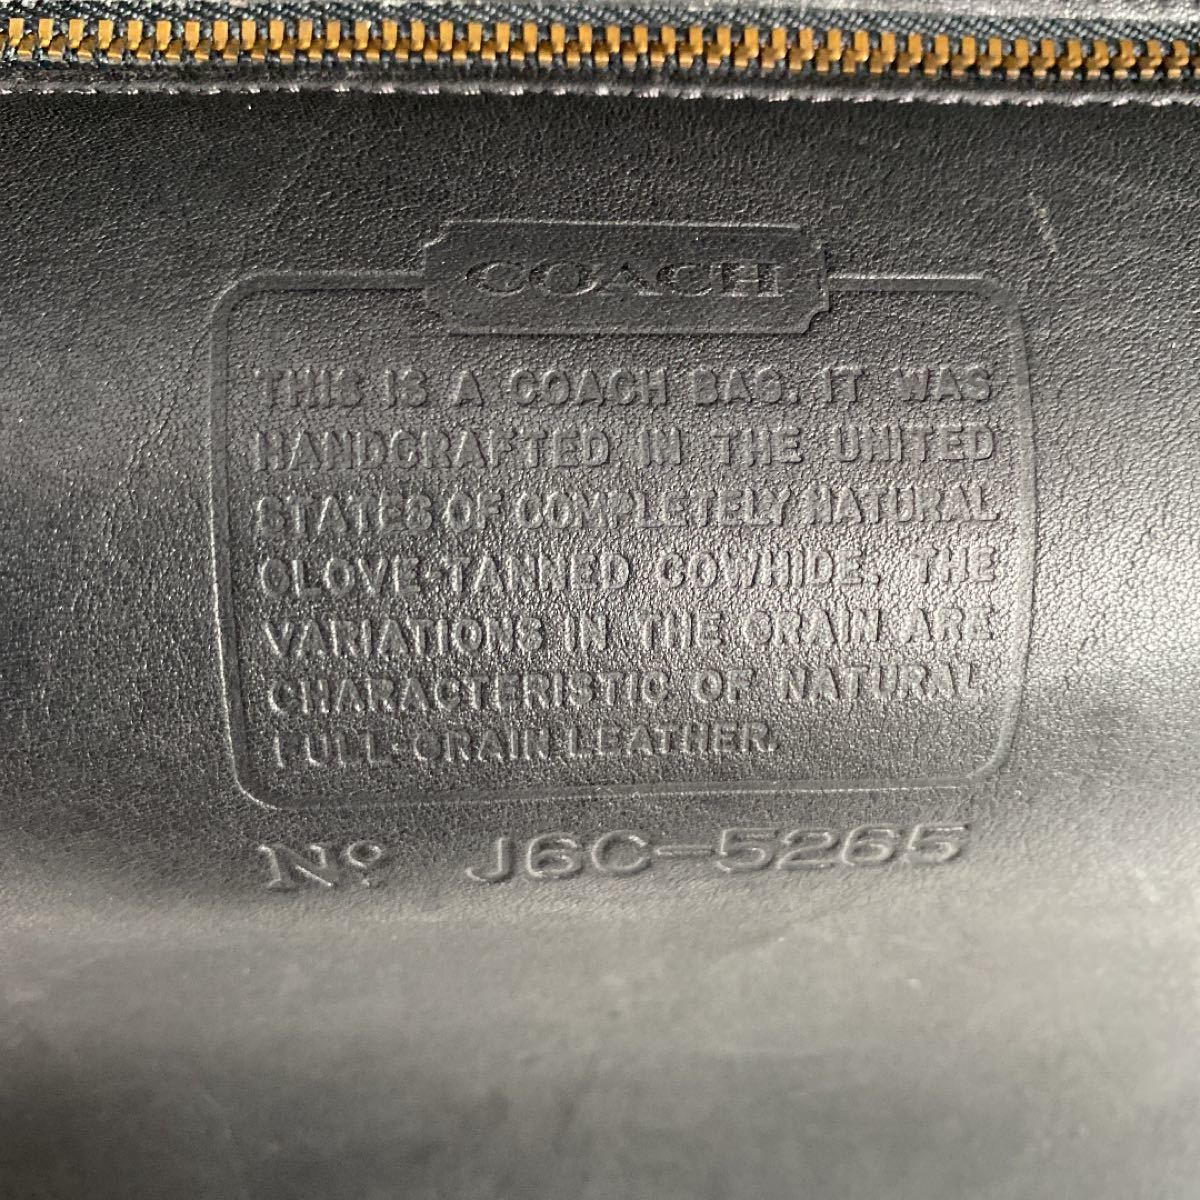 COACH
THIS IS A COACH BAG. IT WAS
HANDCRAFTED IN THE UNITED
STATES OF COMPLETELY NATURAL
GLOVE-TANNED COWHIDE. THE
VARIATIONS IN THE GRAIN ARE
CHARACTERISTIC OF NATURAL
FULL-GRAIN LEATHER.
Nº J6C-5265